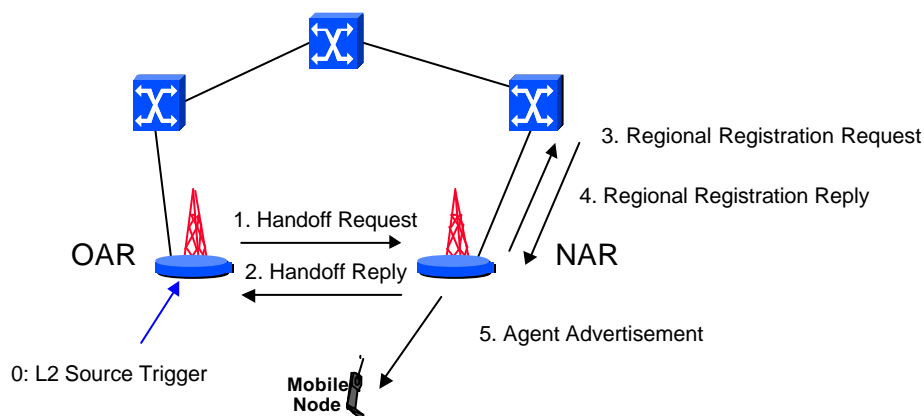 3. Regional Registration Request
4. Regional Registration Reply
1. Handoff Request
OAR
NAR
2. Handoff Reply
5. Agent Advertisement
0: L2 Source Trigger
Mobile
Node